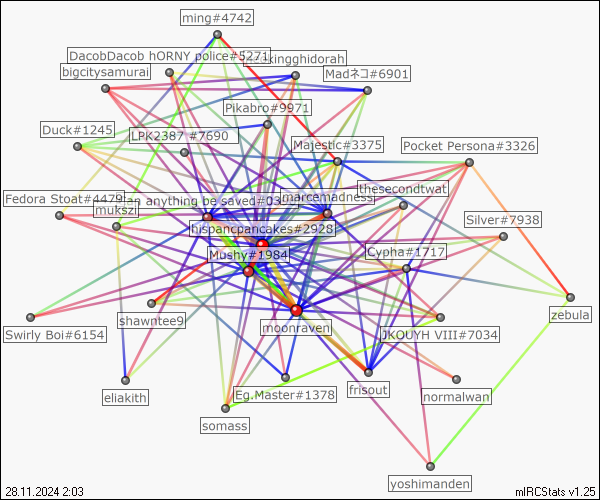 ming#4742
DacobDacob hORNY police#5271
kingghidorah
bigcitysamurai
Madネコ#6901
Pikabro#9971
Duck#1245
LPK2387 #7690
Majestic#3375
Pocket Persona#3326
thesecondtwat
Fedora Stoat#4479
an anything be saved#03
marcemadness
mukszi
Silver#7938
hispancpancakes#2928
Mushy#1984
Cypha#1717
shawntee9
zebula
moonraven
Swirly Boi#6154
JKOUYH VIII#7034
eliakith
Eg.Master#1378
frisout
normalwan
somass
yoshimanden
28.11.2024 2:03
mIRCStats v1.25